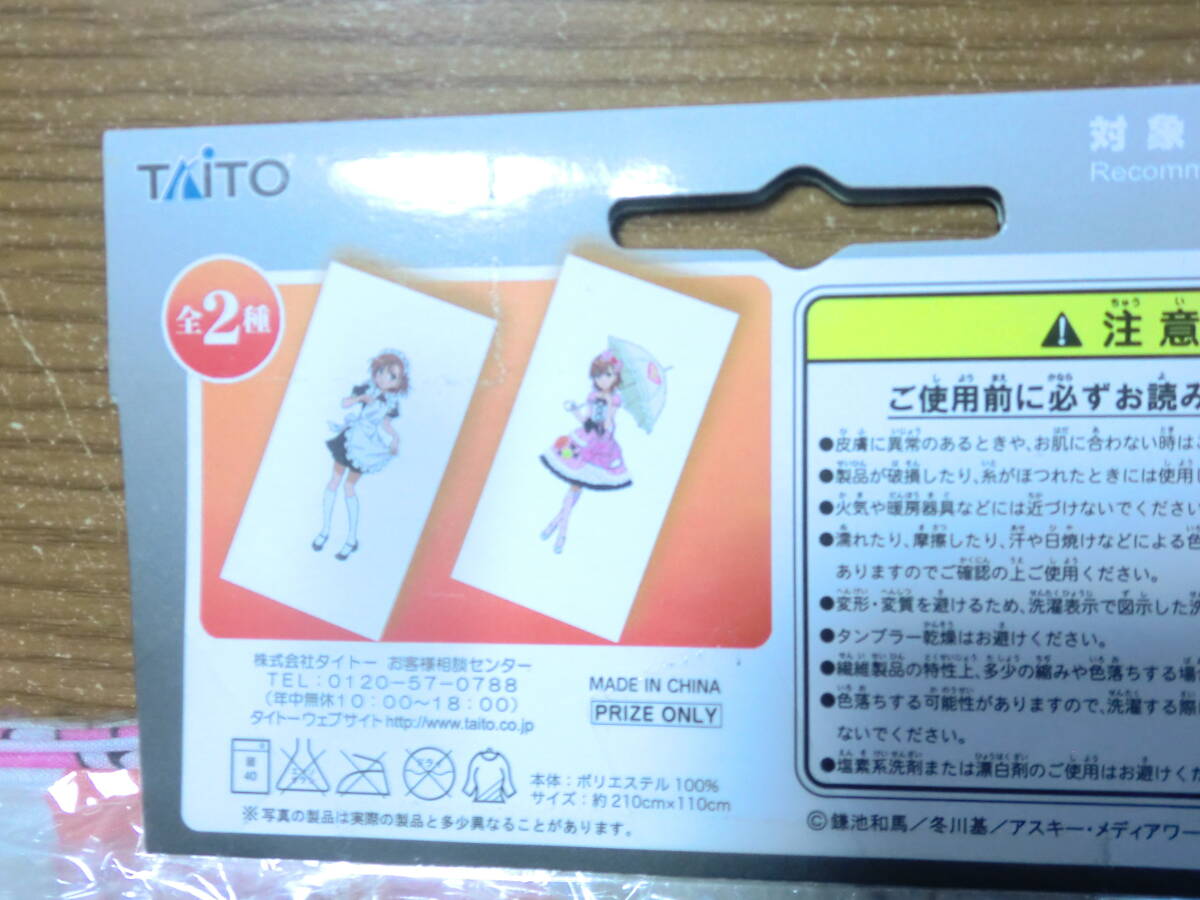 TAiTO
対象
Recomm
全2種
注意
ちゅう い
ご使用前に必ずお読み
●皮膚に異常のあるときや、お肌に合わない時は
●製品が破損したり、糸がほつれたときには使用
●火気や暖房器具などには近づけないでください
●濡れたり、摩擦したり、汗や日焼けなどによる色
ありますのでご確認の上ご使用ください。
●変形・変質を避けるため、洗濯表示で図示した洗
●タンブラー乾燥はお避けください。
●繊維製品の特性上、多少の縮みや色落ちする場
●色落ちする可能性がありますので、洗濯する際
ないでください。
●塩素系洗剤または漂白剤のご使用はお避けく
©鎌池和馬/冬川基/アスキー・メディアワー
株式会社タイトー お客様相談センター
TEL:0120-57-0788
(年中無休10:00〜18:00)
タイトーウェブサイトhttp://www.taito.co.jp
MADE IN CHINA
PRIZE ONLY
40
本体:ポリエステル100%
サイズ:約210cm×110cm
※写真の製品は実際の製品と多少異なることがあります。